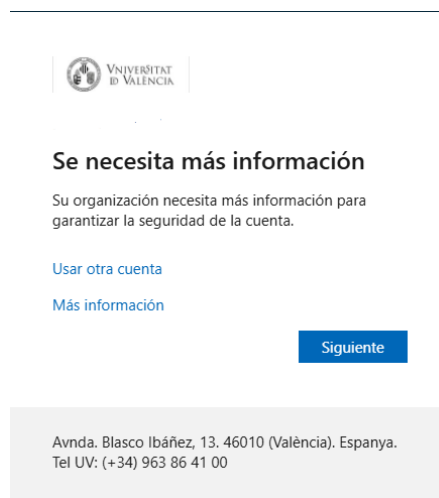 VNIVERSITAT
ID VALÈNCIA
Se necesita más información
Su organización necesita más información para
garantizar la seguridad de la cuenta.
Usar otra cuenta
Más información
Siguiente
Avnda. Blasco Ibáñez, 13. 46010 (València). Espanya.
Tel UV: (+34) 963 86 41 00